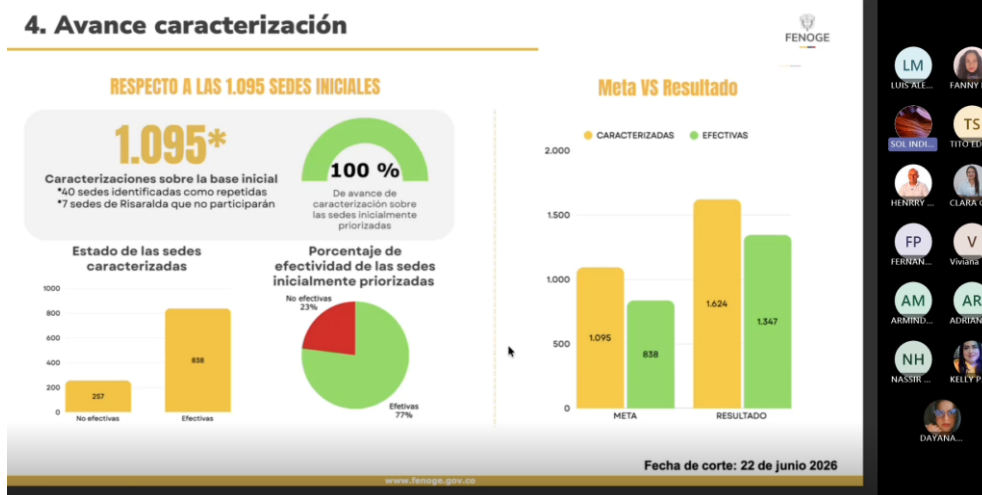 4. Avance caracterización
FENOGE
RESPECTO A LAS 1.095 SEDES INICIALES
1.095*
Caracterizaciones sobre la base inicial
*40 sedes identificadas como repetidas
*7 sedes de Risaralda que no participarán
100 %
De avance de
caracterización sobre
las sedes inicialmente
priorizadas
Estado de las sedes
caracterizadas
1000
800
600
400
200
0
257
838
No efectivas
Efectivas
Porcentaje de
efectividad de las sedes
inicialmente priorizadas
No efectivas
23%
Efetivas
77%
Meta VS Resultado
CARACTERIZADAS
EFECTIVAS
2.000
1.500
1.000
500
0
1.095
838
1.624
1.347
META
RESULTADO
Fecha de corte: 22 de junio 2026
www.fenoge.gov.co
LM
LUIS ALE...
FANNY
SOL INDI...
TS
TITO ED
HENRRY ...
CLARA
FP
FERNAN...
V
Viviana
AM
ARMIND...
AR
ADRIAN
NH
NASSIR ...
KELLY P
DAYANA...